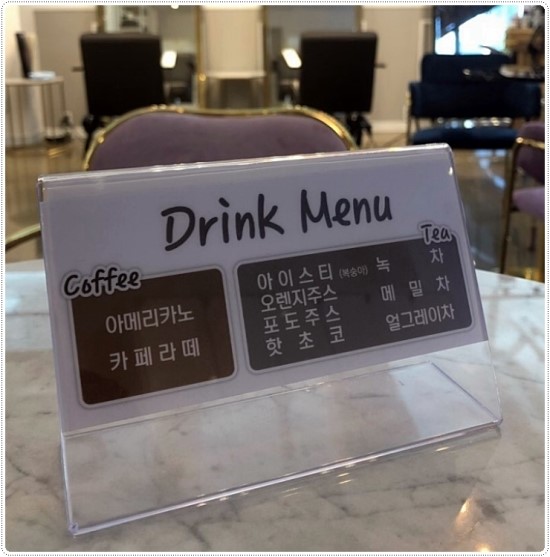 Drink Menu
Coffee
아메리카노
카페라떼
Tea
아이스티 (복숭아) 녹 차
오렌지주스 메 밀 차
포도주스 얼그레이차
핫 초 코